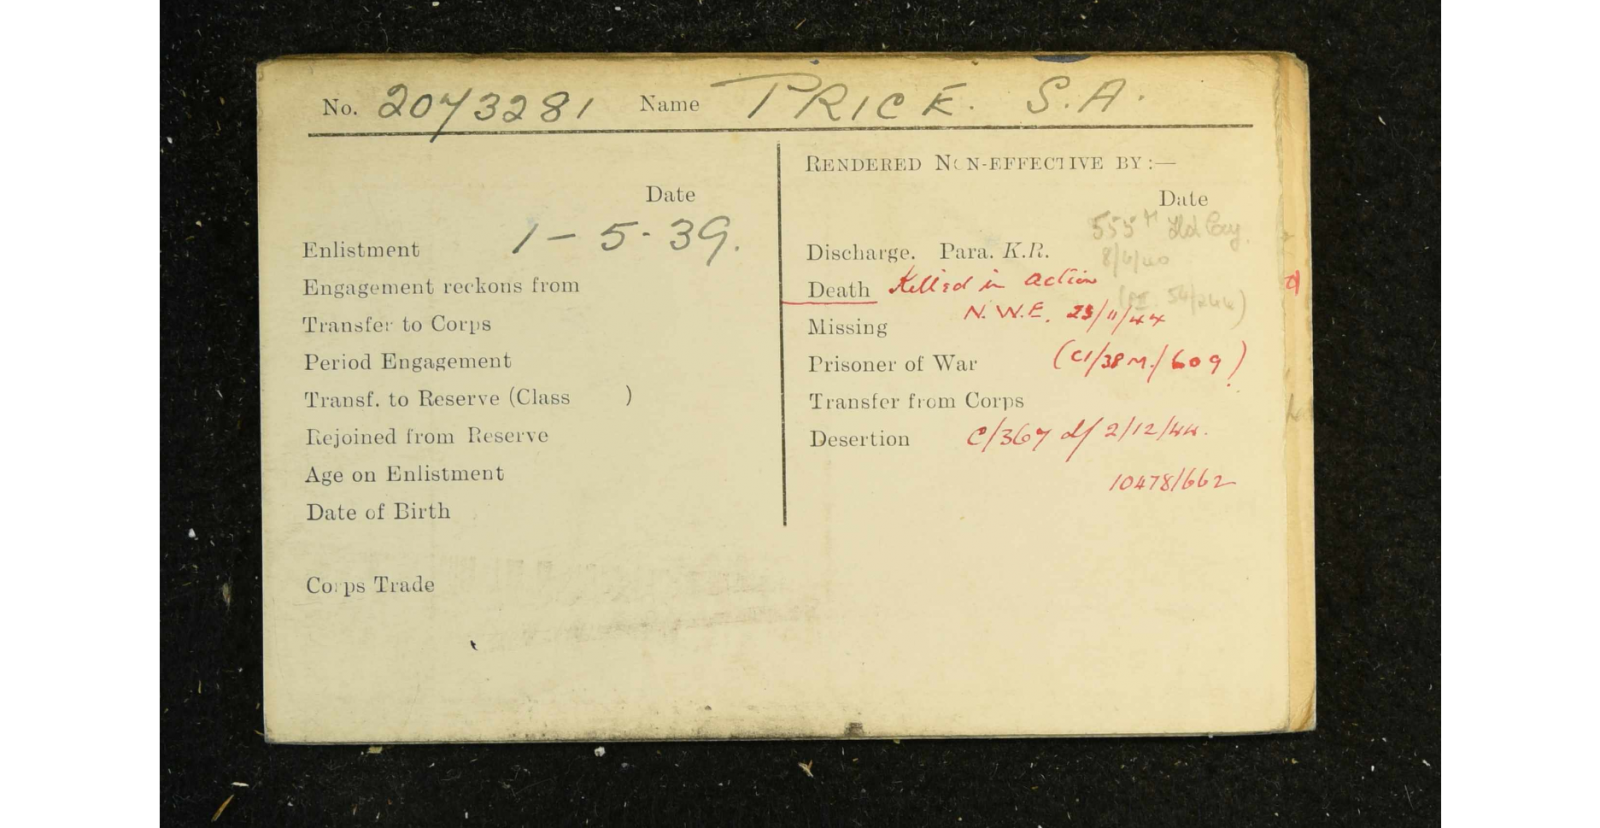 No. 2073281 Name PRICE. S.A.
RENDERED NON-EFFECTIVE BY:—
Date
Date
Enlistment 1-5-39.
555
Discharge. Para. K.R.
8/6/40
Engagement reckons from
Death Killed in action
Transfer to Corps
N.W.E. 23/11/44
Missing
Period Engagement
Prisoner of War (C1/38M/609)
Transf. to Reserve (Class )
Transfer from Corps
Rejoined from Reserve
Desertion C/367 d/ 2/12/44.
Age on Enlistment
10478/662
Date of Birth
Corps Trade